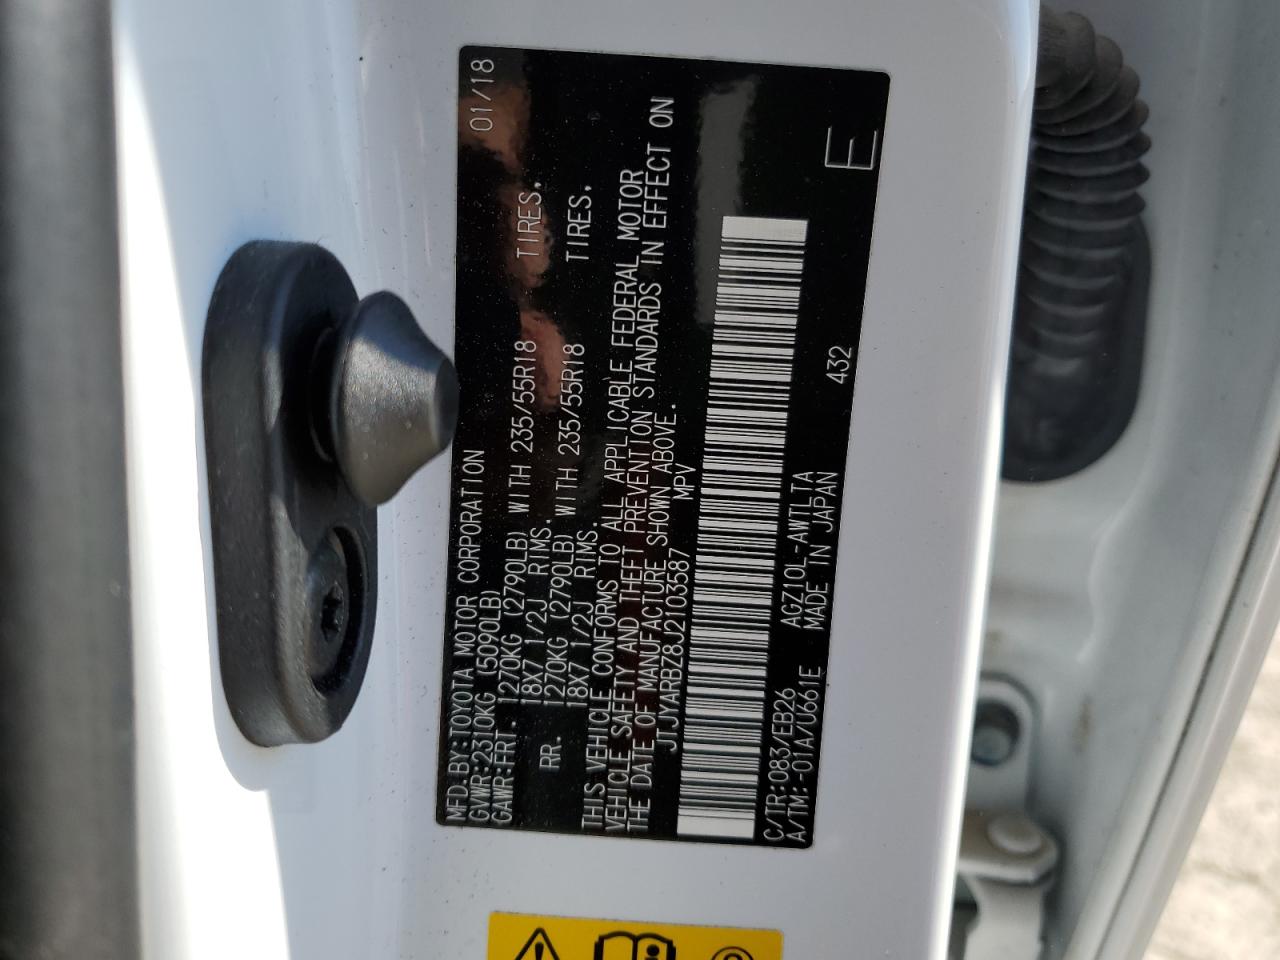 MFD.BY:TOYOTA MOTOR CORPORATION 01/18
GVWR:2310KG (5090LB)
GAWR:FRT. 1270KG (2790LB) WITH 235/55R18 TIRES,
18X7 1/2J RIMS.
RR. 1270KG (2790LB) WITH 235/55R18 TIRES.
18X7 1/2J RIMS.
THIS VEHICLE CONFORMS TO ALL APPLICABLE FEDERAL MOTOR
VEHICLE SAFETY AND THEFT PREVENTION STANDARDS IN EFFECT ON
THE DATE OF MANUFACTURE SHOWN ABOVE.
JTJYARBZ8J2103587 MPV
C/TR:083/EB26 AGZ10L-AWTLTA 432 E
A/TM:-01A/U661E MADE IN JAPAN